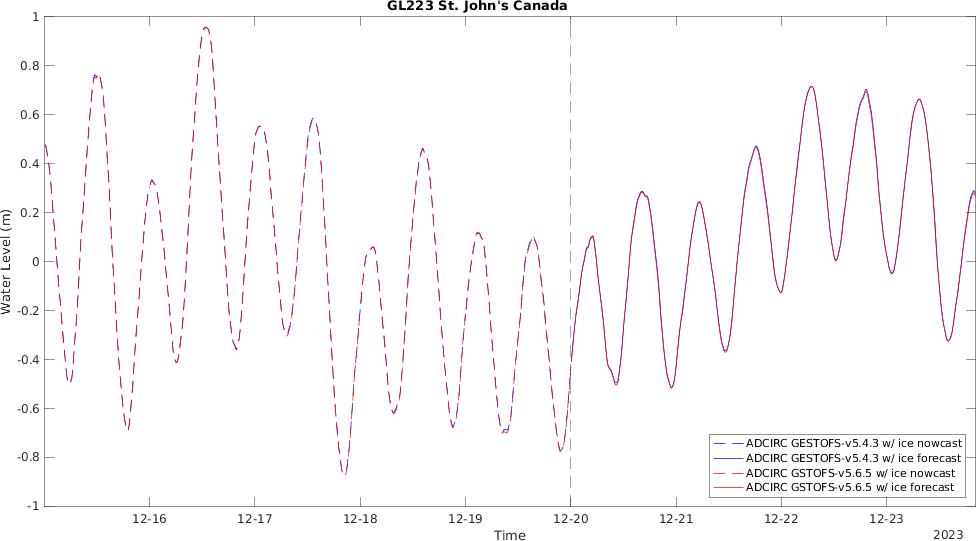 GL223 St. John's Canada
1
0.8
0.6
0.4
0.2
0
-0.2
-0.4
-0.6
-0.8
-1
Water Level (m)
ADCIRC GESTOFS-v5.4.3 w/ ice nowcast
ADCIRC GESTOFS-v5.4.3 w/ ice forecast
ADCIRC GSTOFS-v5.6.5 w/ ice nowcast
ADCIRC GSTOFS-v5.6.5 w/ ice forecast
12-16 12-17 12-18 12-19 12-20 12-21 12-22 12-23
Time
2023